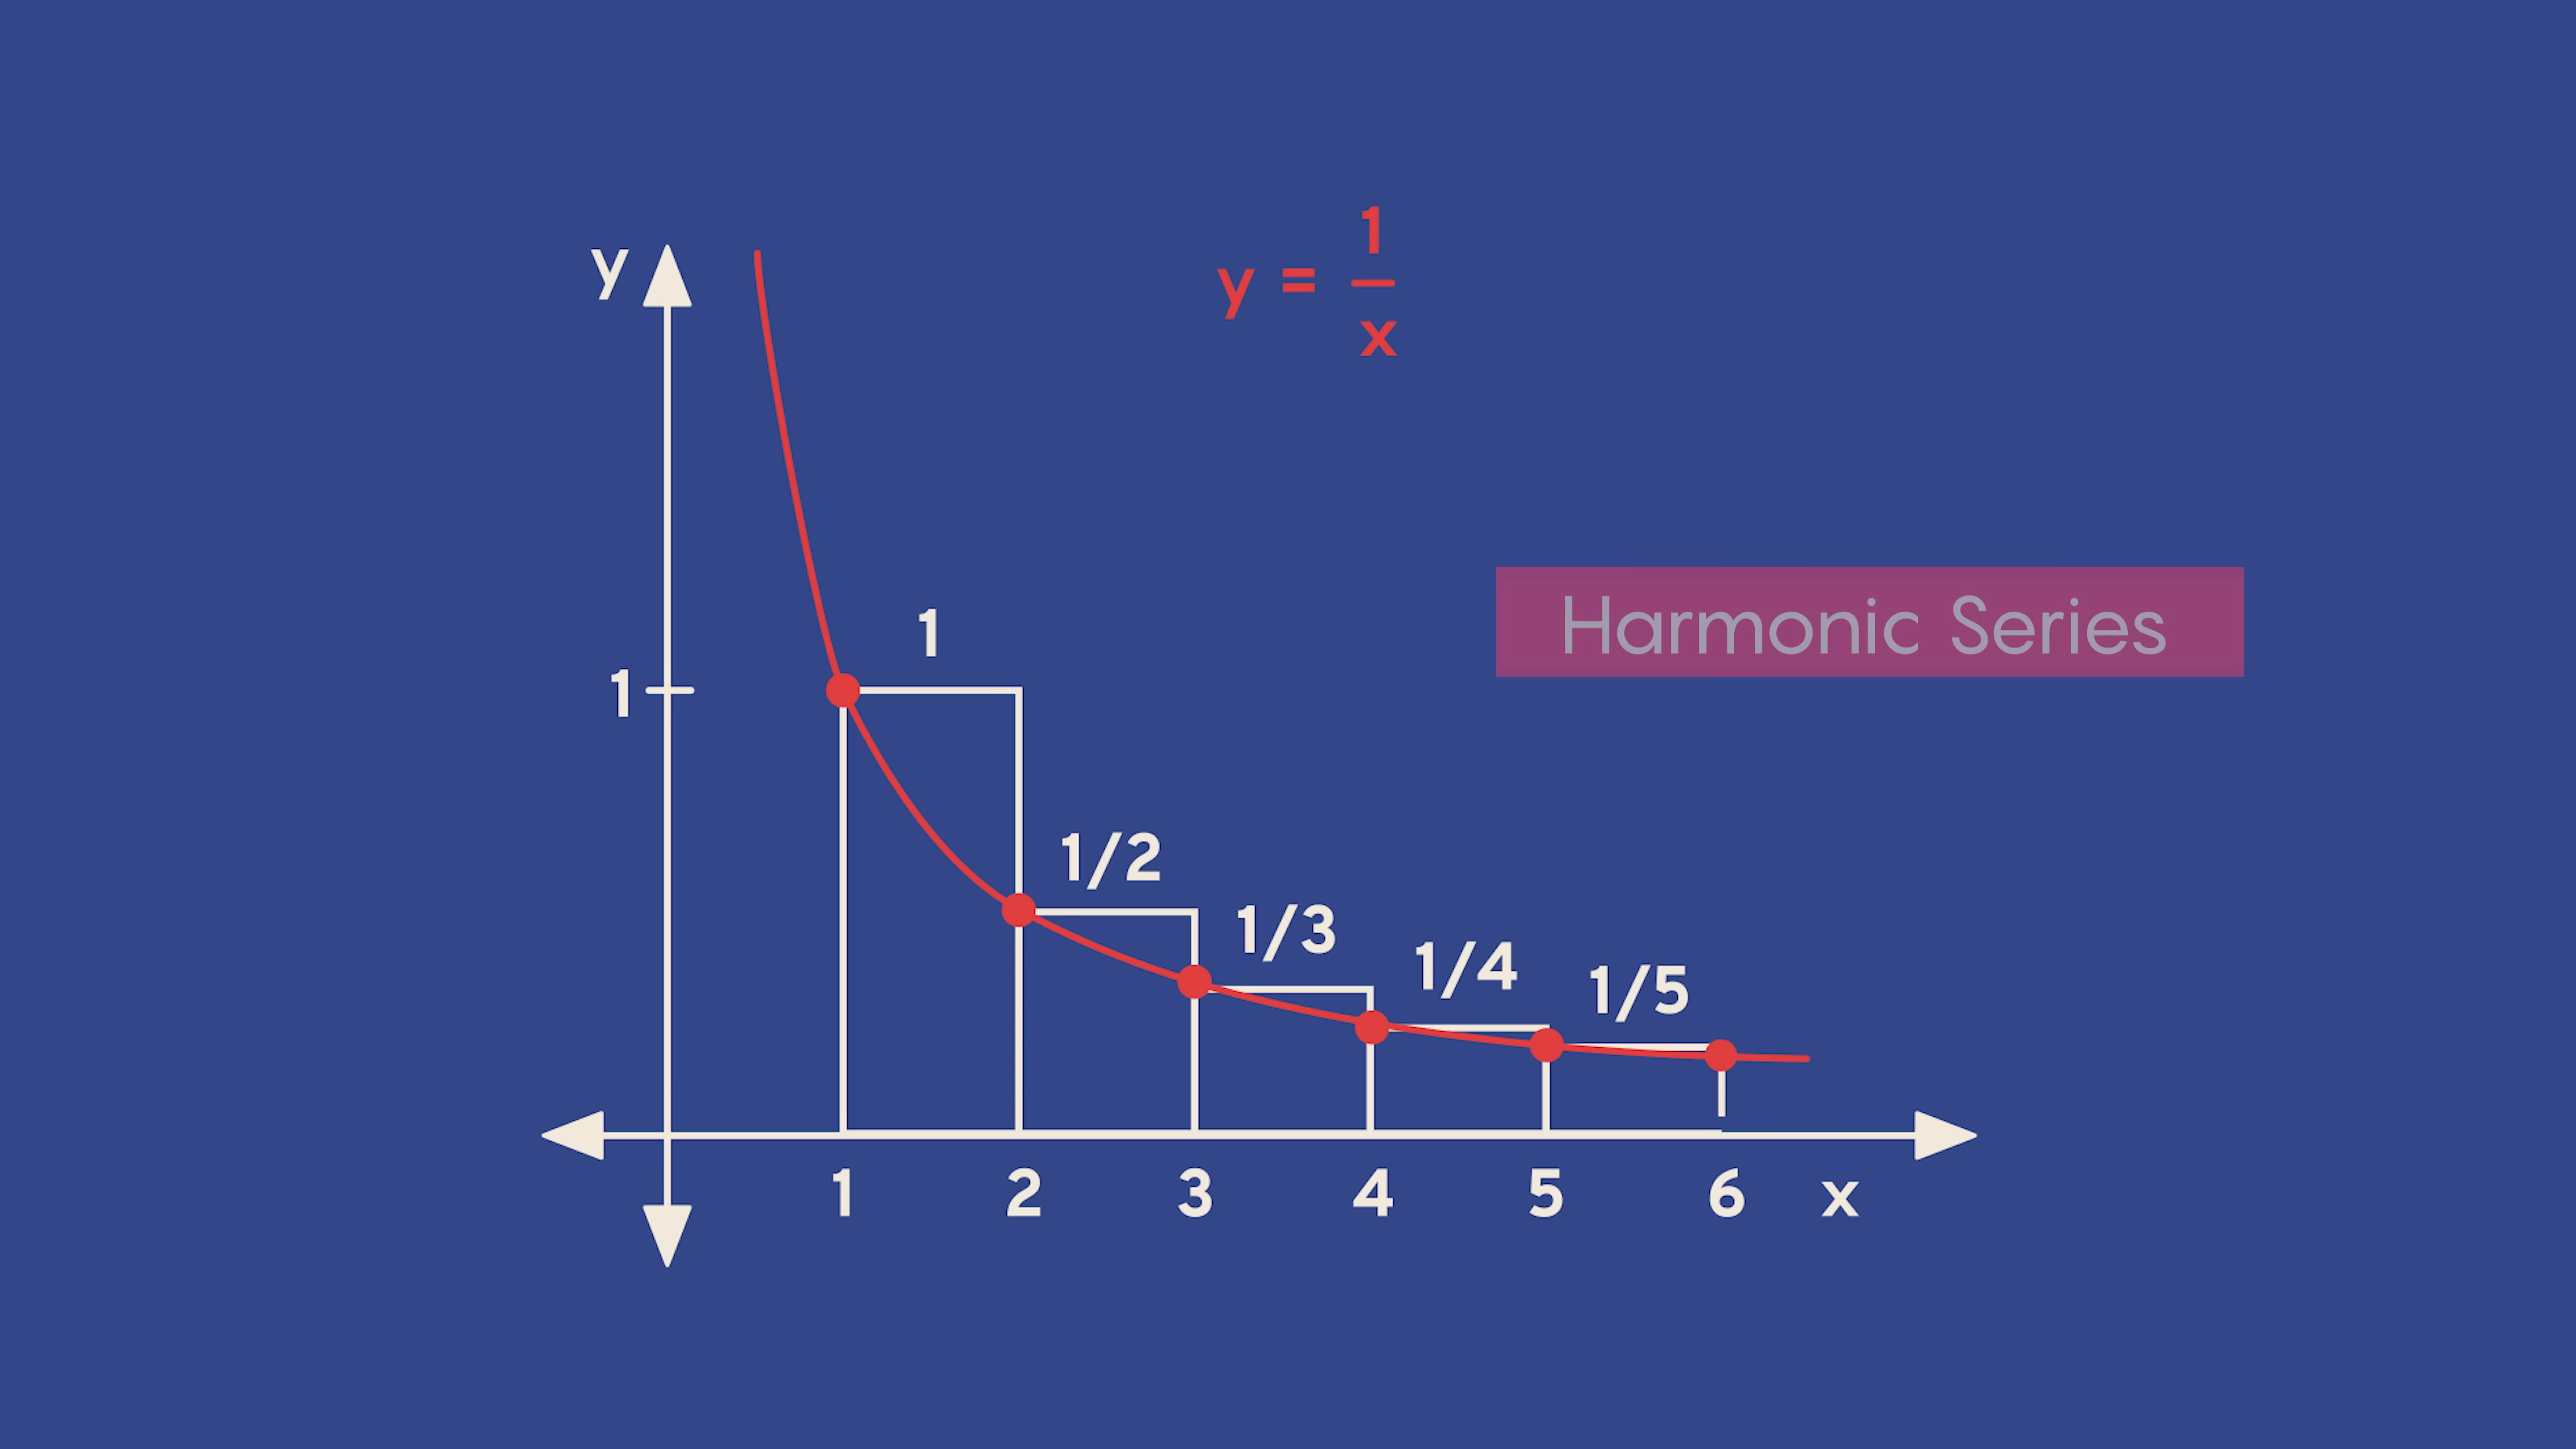 y
y = 1/x
Harmonic Series
1
1
1/2
1/3
1/4
1/5
1 2 3 4 5 6 x